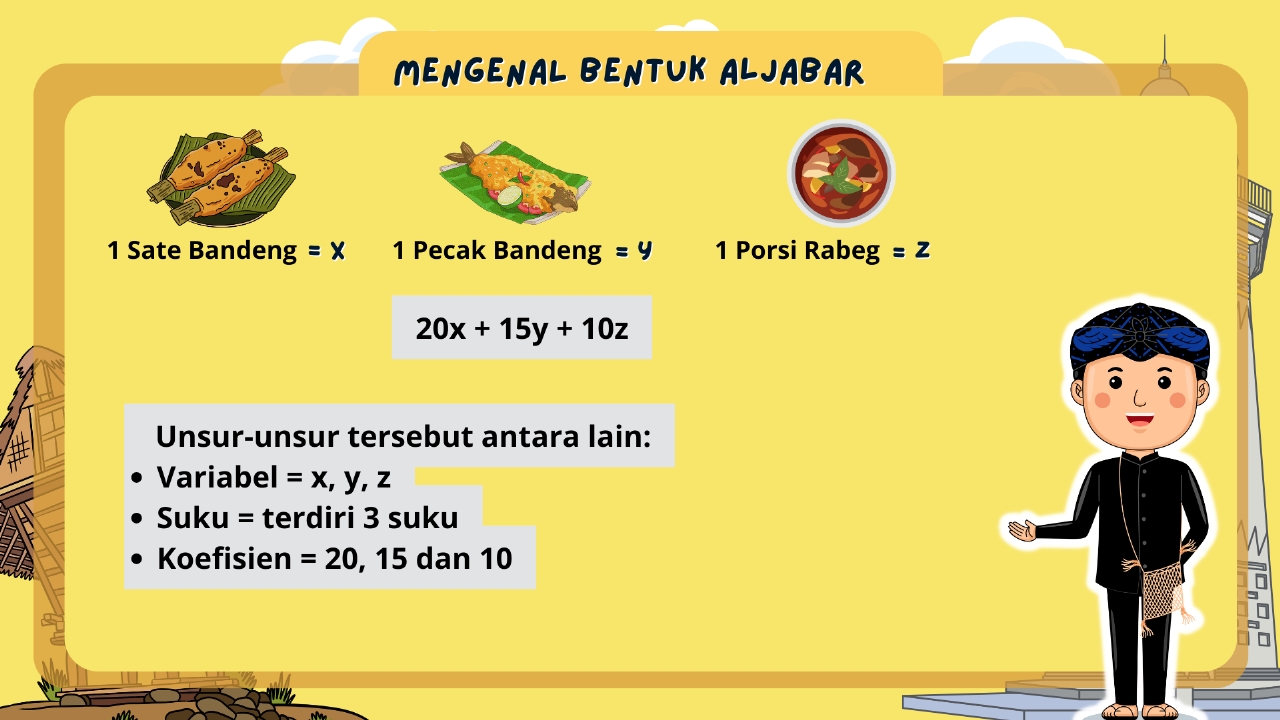 MENGENAL BENTUK ALJABAR
1 Sate Bandeng = x
1 Pecak Bandeng = y
1 Porsi Rabeg = z
20x + 15y + 10z
Unsur-unsur tersebut antara lain:
• Variabel = x, y, z
• Suku = terdiri 3 suku
• Koefisien = 20, 15 dan 10